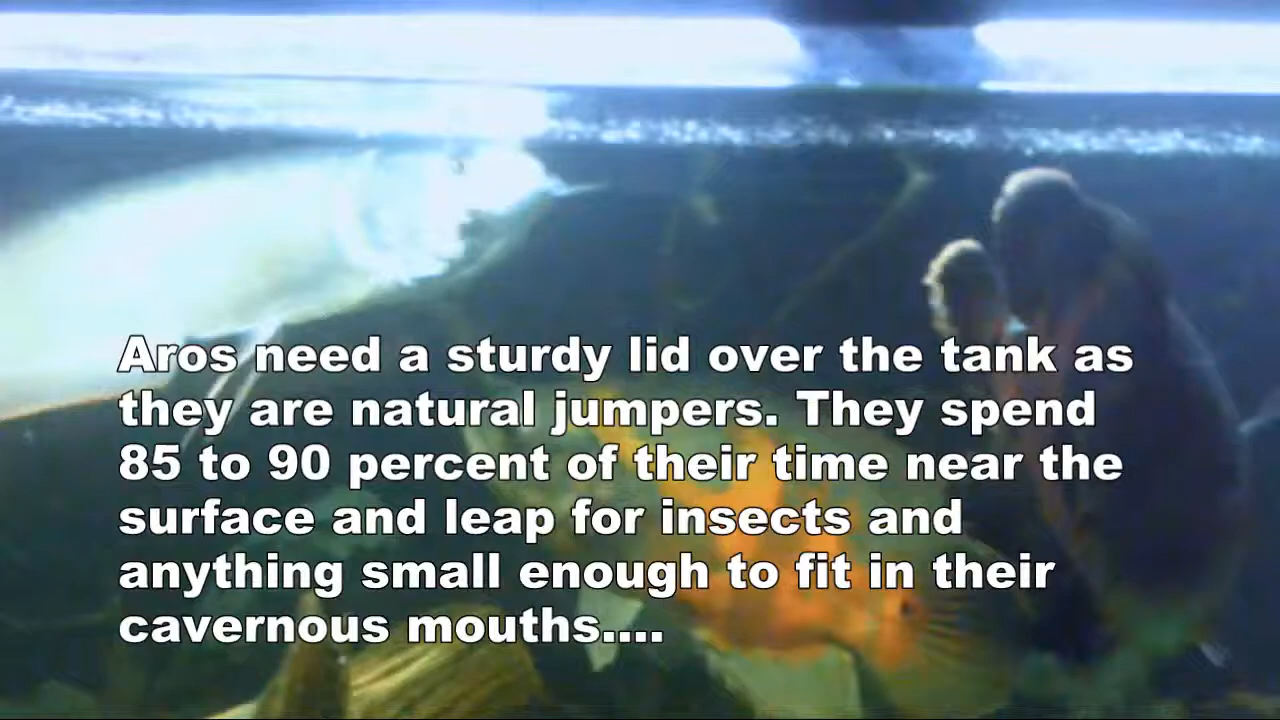 Aros need a sturdy lid over the tank as
they are natural jumpers. They spend
85 to 90 percent of their time near the
surface and leap for insects and
anything small enough to fit in their
cavernous mouths....